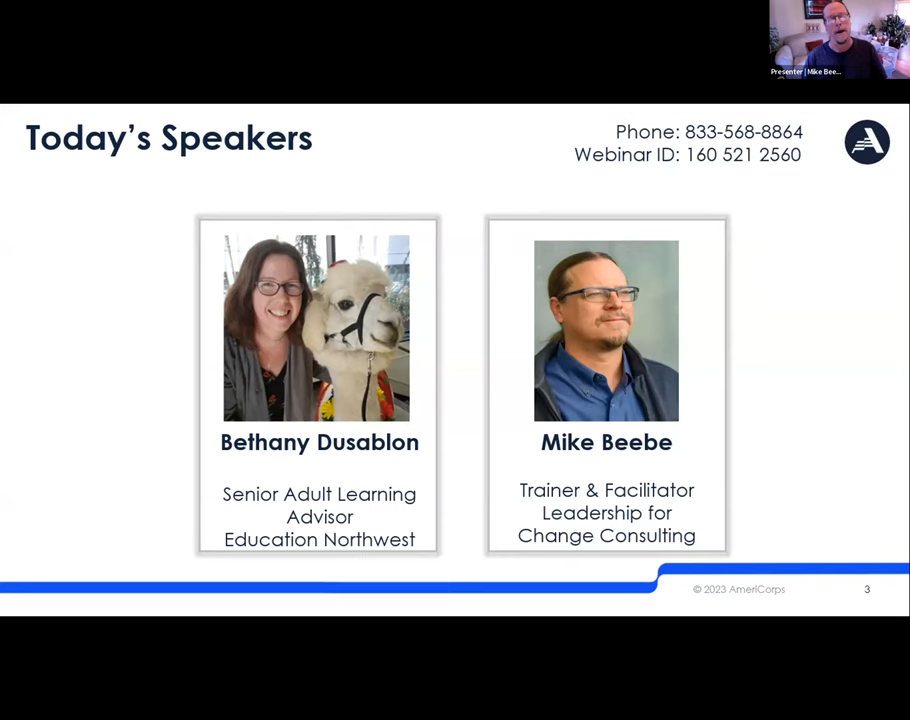 Presenter | Mike Bee...
Today's Speakers
Phone: 833-568-8864
Webinar ID: 160 521 2560
Bethany Dusablon
Senior Adult Learning
Advisor
Education Northwest
Mike Beebe
Trainer & Facilitator
Leadership for
Change Consulting
© 2023 AmeriCorps
3